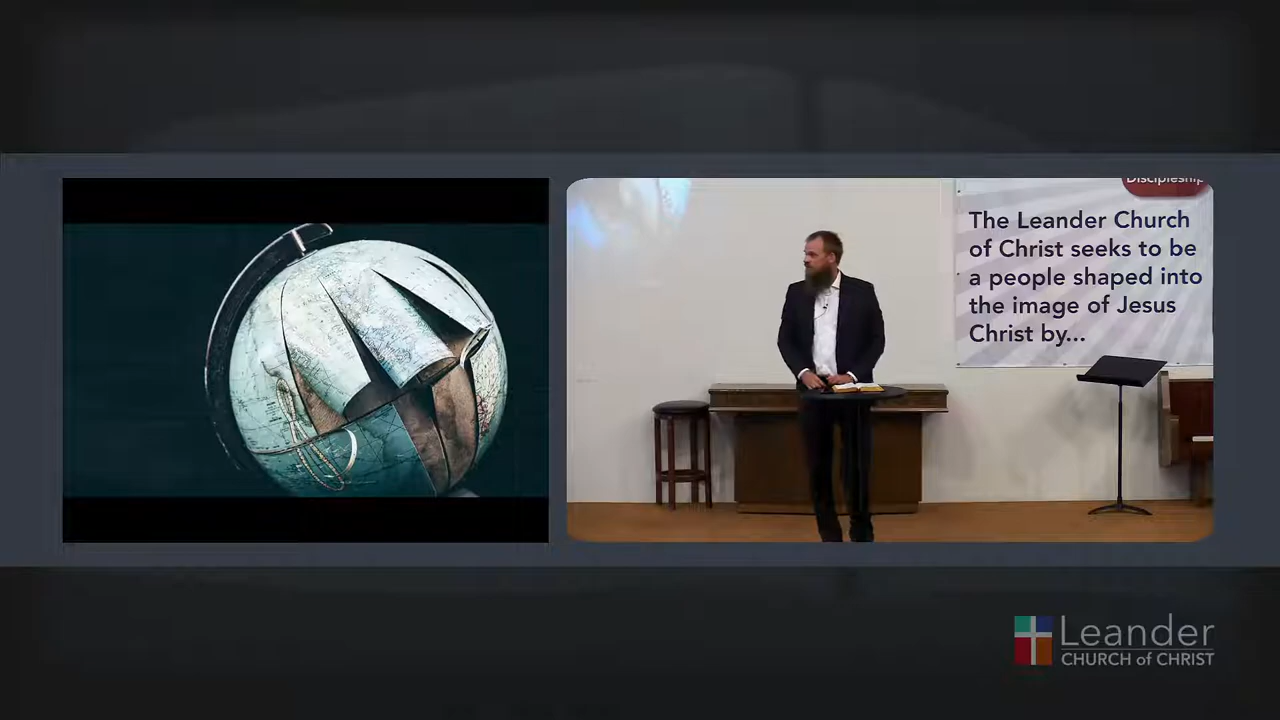 Discipleship
The Leander Church
of Christ seeks to be
a people shaped into
the image of Jesus
Christ by...
Leander
CHURCH of CHRIST